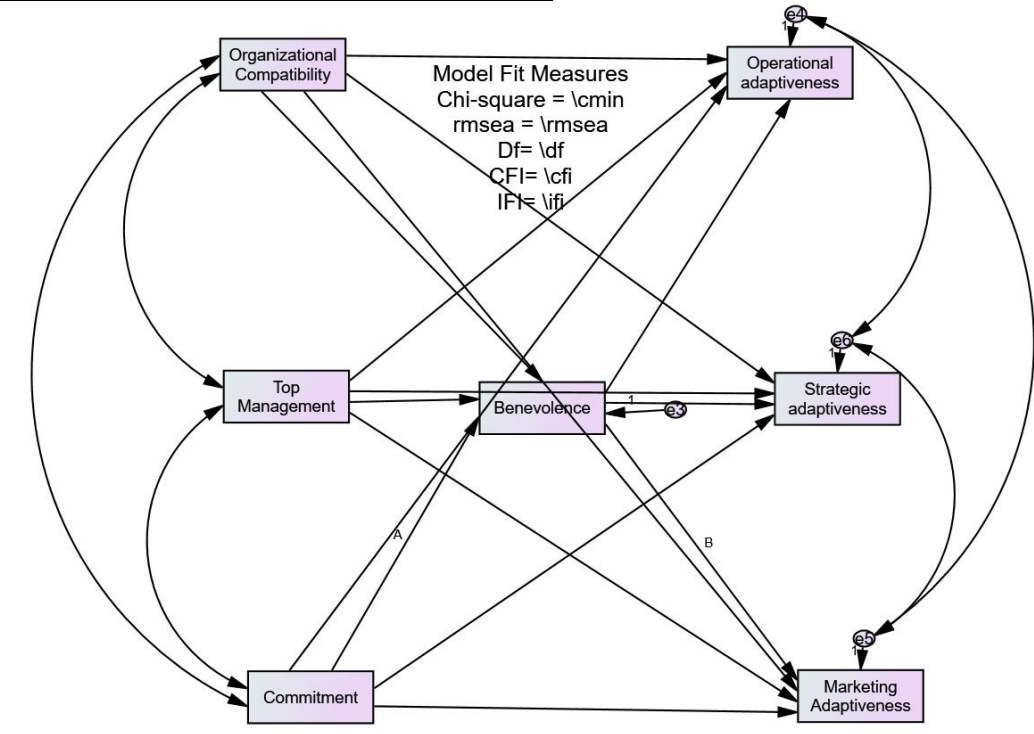 e4
1
Organizational
Compatibility
Operational
adaptiveness
Model Fit Measures
Chi-square = \cmin
rmsea = \rmsea
Df= \df
CFI= \cfi
IFI= \ifi
e6
1
Top
Management
Benevolence
1
e3
Strategic
adaptiveness
A
B
e5
1
Commitment
Marketing
Adaptiveness